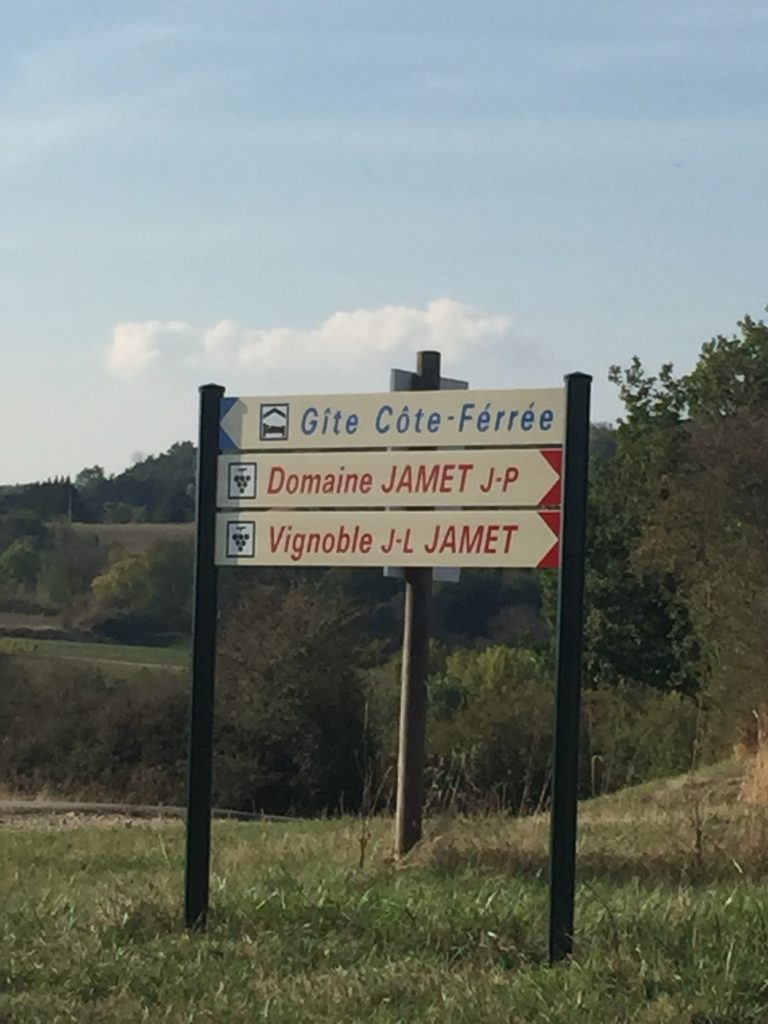 Gîte Côte-Férrée
Domaine JAMET J-P
Vignoble J-L JAMET